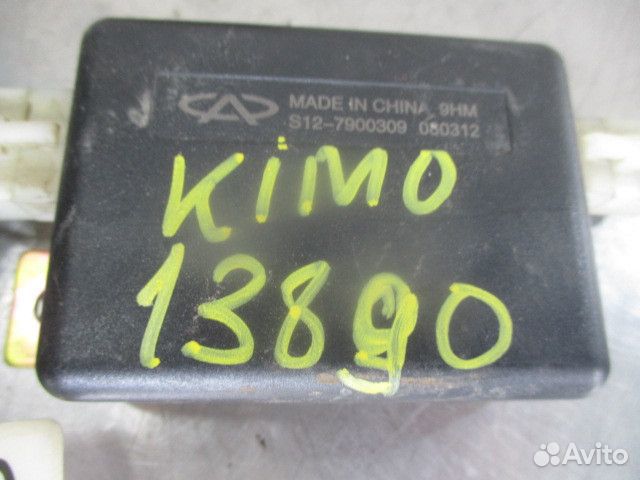 MADE IN CHINA 9HM
S12-7900309 080312
KIMO
13890
Avito